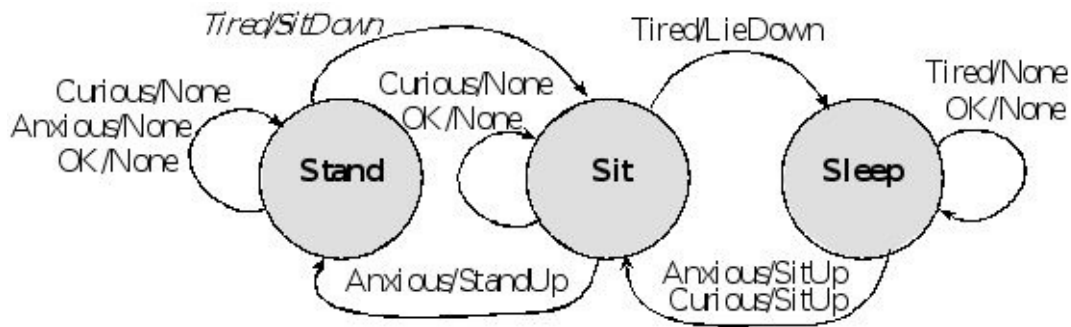 Tired/SitDown
Tired/LieDown
Curious/None
Anxious/None
OK/None
Curious/None
OK/None
Tired/None
OK/None
Stand
Sit
Sleep
Anxious/StandUp
Anxious/SitUp
Curious/SitUp